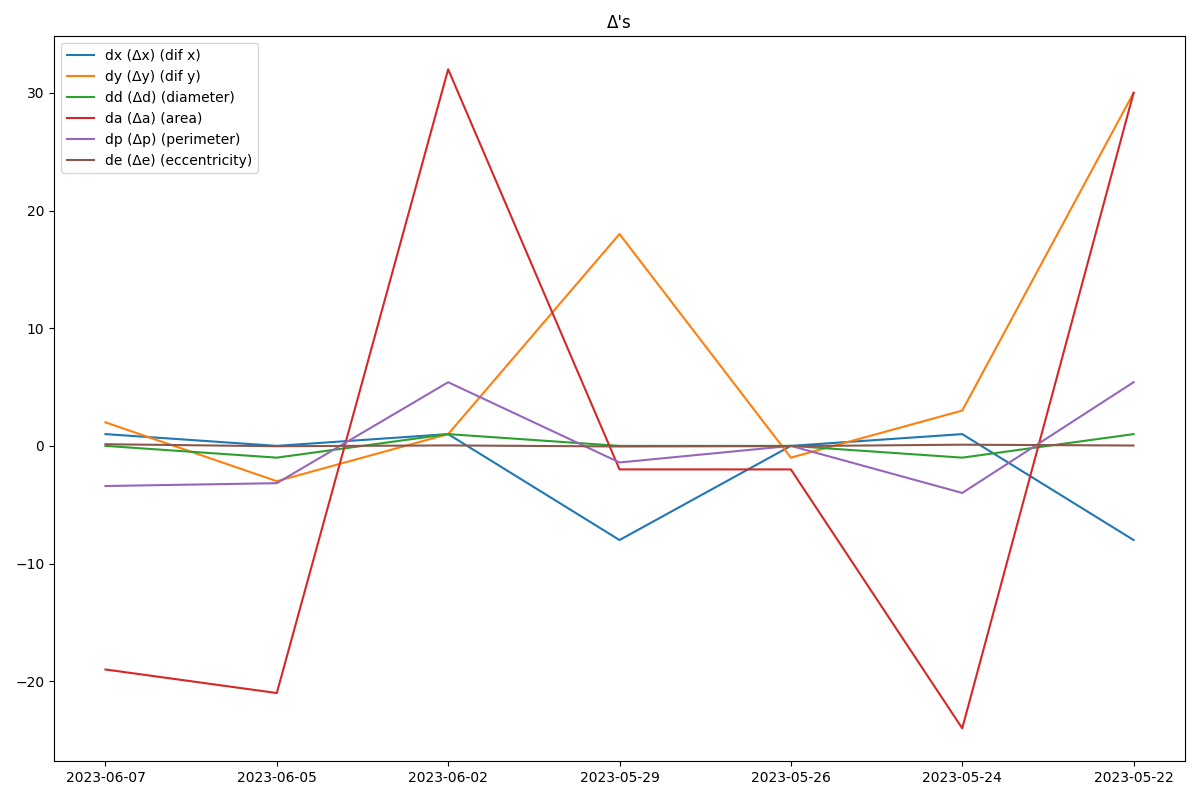 Δ's
dx (Δx) (dif x)
dy (Δy) (dif y)
dd (Δd) (diameter)
da (Δa) (area)
dp (Δp) (perimeter)
de (Δe) (eccentricity)
30
20
10
0
−10
−20
2023-06-07 2023-06-05 2023-06-02 2023-05-29 2023-05-26 2023-05-24 2023-05-22